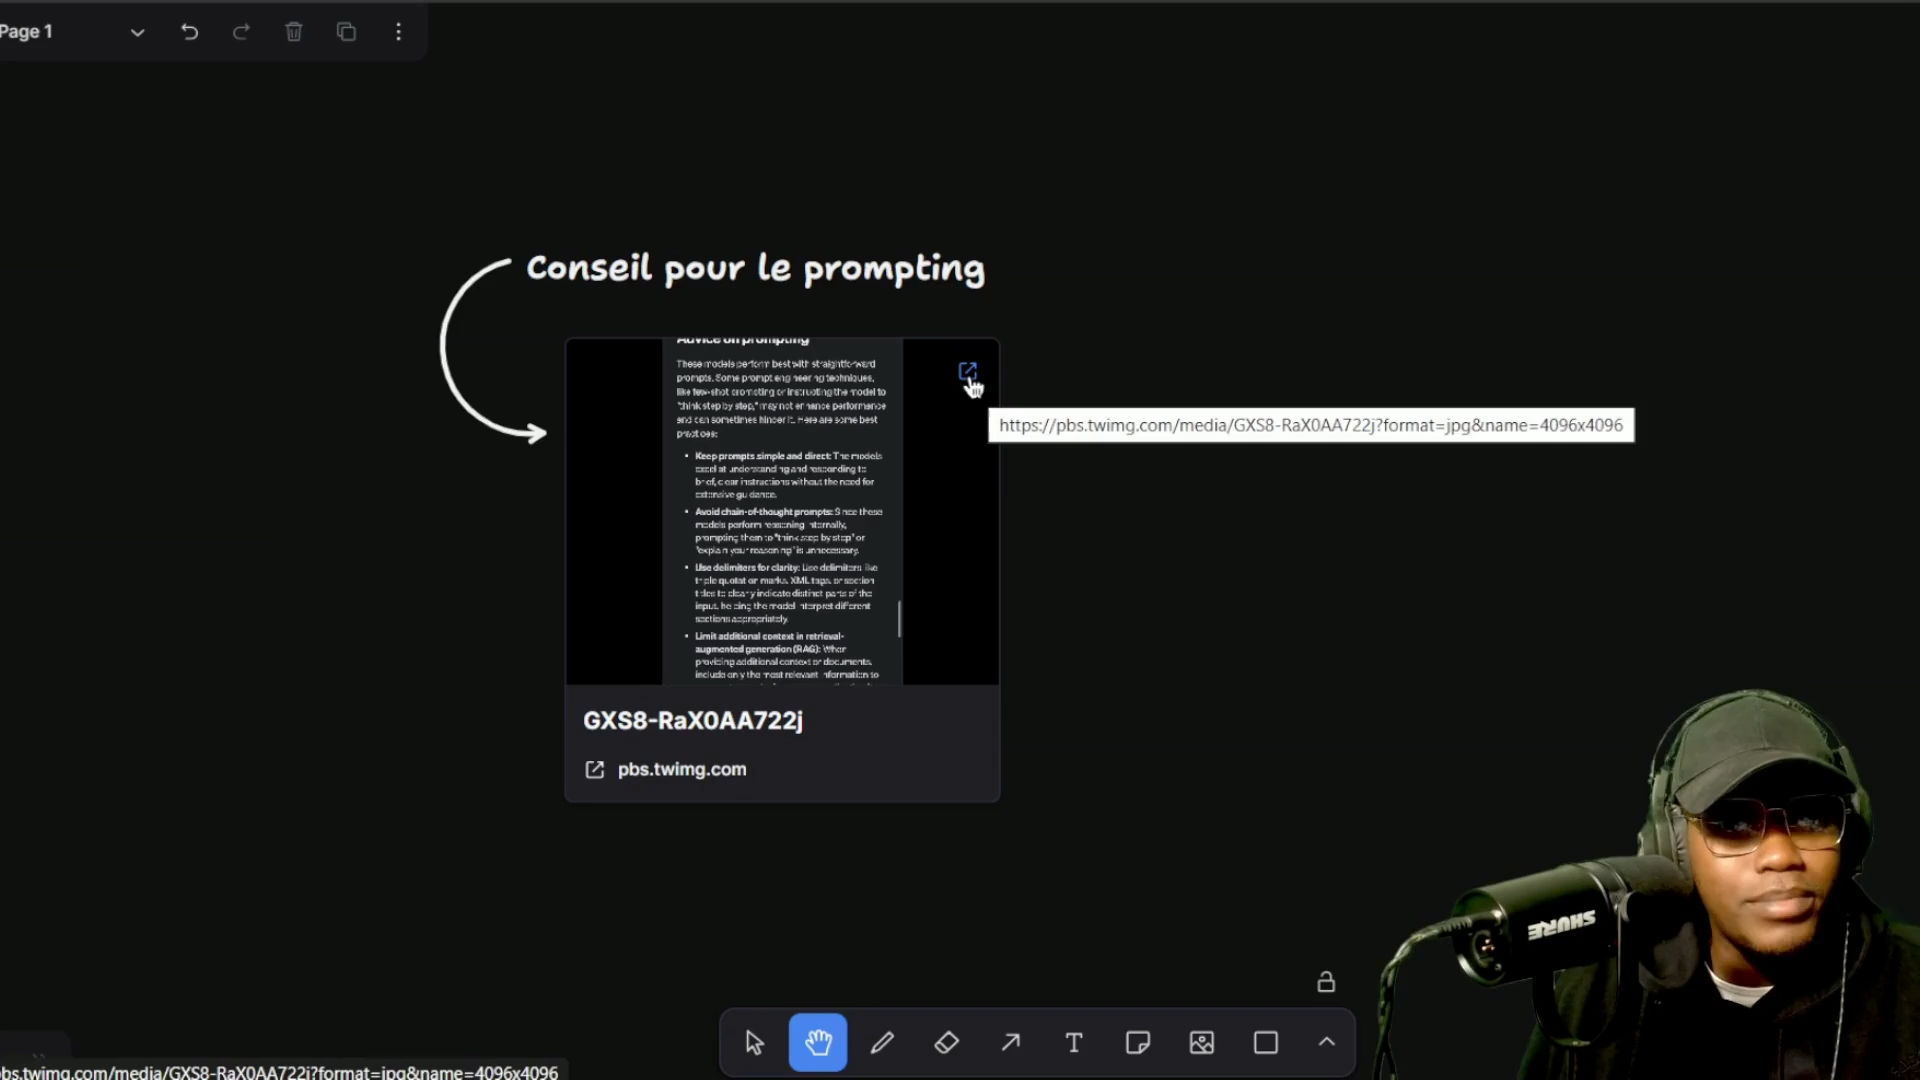 Page 1
Conseil pour le prompting
Advice on prompting
These models perform best with straightforward
prompts. Some prompt engineering techniques,
like few-shot prompting or instructing the model to
"think step by step," may not enhance performance
and can sometimes hinder it. Here are some best
practices:
• Keep prompts simple and direct: The models
excel at understanding and responding to
brief, clear instructions without the need for
extensive guidance.
• Avoid chain-of-thought prompts: Since these
models perform reasoning internally,
prompting them to "think step by step" or
"explain your reasoning" is unnecessary.
• Use delimiters for clarity: Use delimiters like
triple quotation marks, XML tags, or section
titles to clearly indicate distinct parts of the
input, helping the model interpret different
sections appropriately.
• Limit additional context in retrieval-
augmented generation (RAG): When
providing additional context or documents,
include only the most relevant information to
https://pbs.twimg.com/media/GXS8-RaX0AA722j?format=jpg&name=4096x4096
GXS8-RaX0AA722j
pbs.twimg.com
SHURE
T
bs.twimg.com/media/GXS8-RaX0AA722j?format=jpg&name=4096x4096